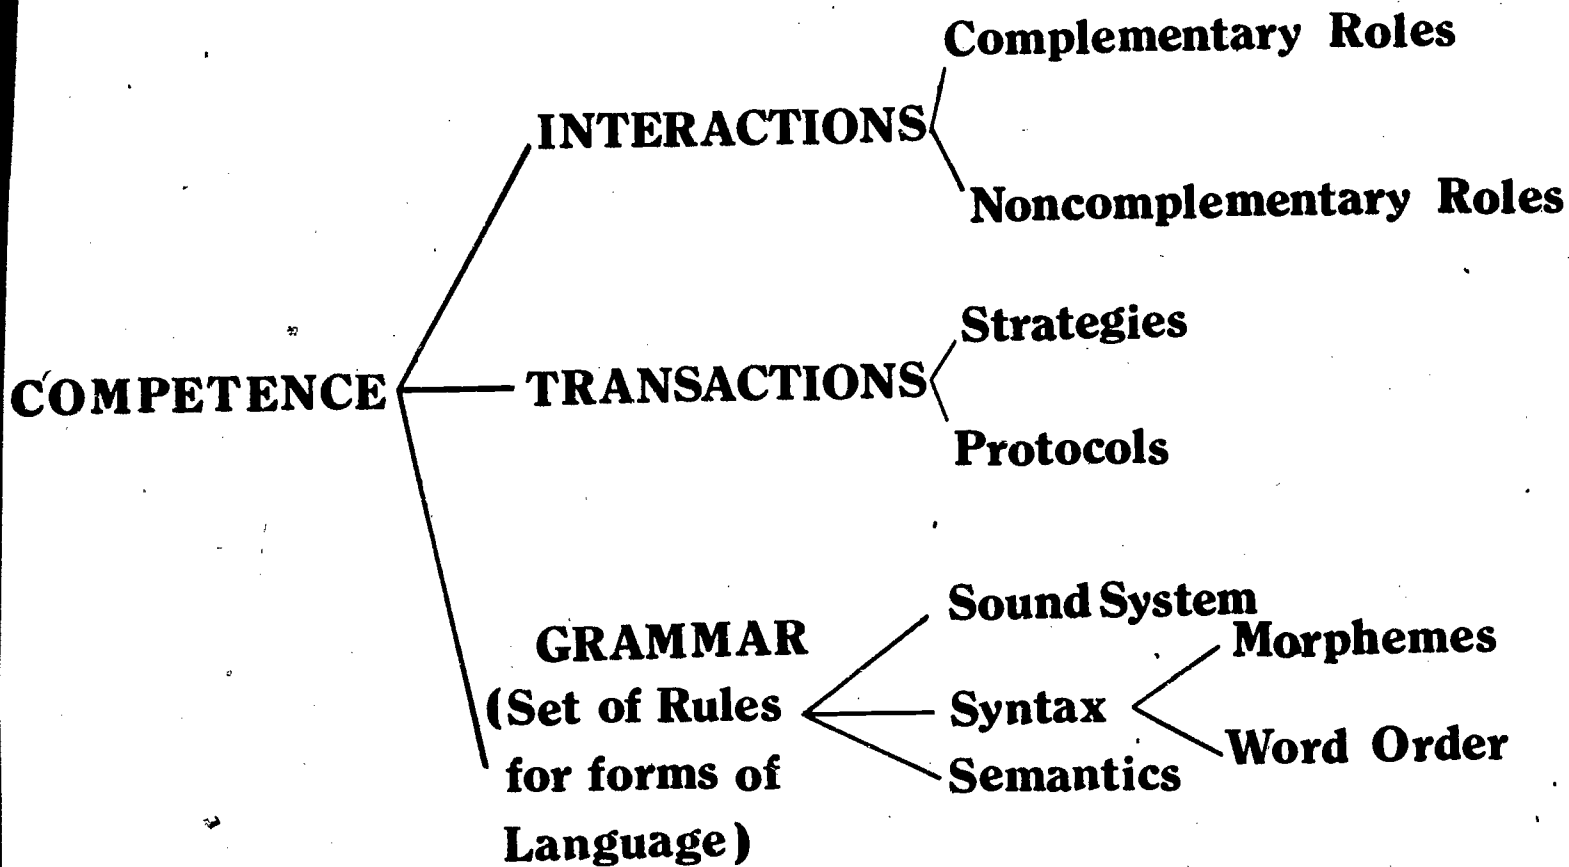 Complementary Roles
INTERACTIONS
Noncomplementary Roles
Strategies
COMPETENCE
TRANSACTIONS
Protocols
Sound System
GRAMMAR
Morphemes
(Set of Rules
Syntax
Word Order
for forms of
Semantics
Language)